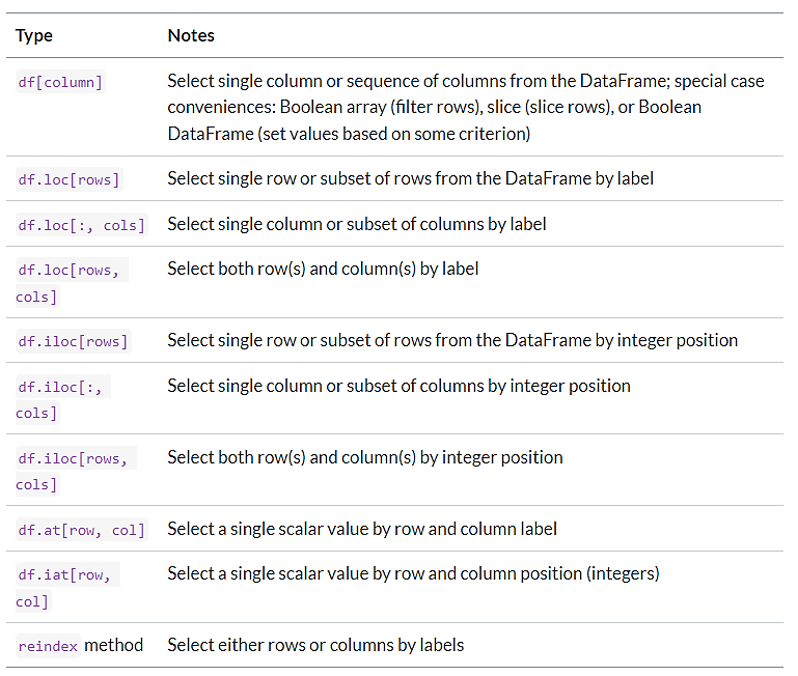 Type Notes
df[column] Select single column or sequence of columns from the DataFrame; special case
conveniences: Boolean array (filter rows), slice (slice rows), or Boolean
DataFrame (set values based on some criterion)
df.loc[rows] Select single row or subset of rows from the DataFrame by label
df.loc[:, cols] Select single column or subset of columns by label
df.loc[rows, Select both row(s) and column(s) by label
cols]
df.iloc[rows] Select single row or subset of rows from the DataFrame by integer position
df.iloc[:, Select single column or subset of columns by integer position
cols]
df.iloc[rows, Select both row(s) and column(s) by integer position
cols]
df.at[row, col] Select a single scalar value by row and column label
df.iat[row, Select a single scalar value by row and column position (integers)
col]
reindex method Select either rows or columns by labels